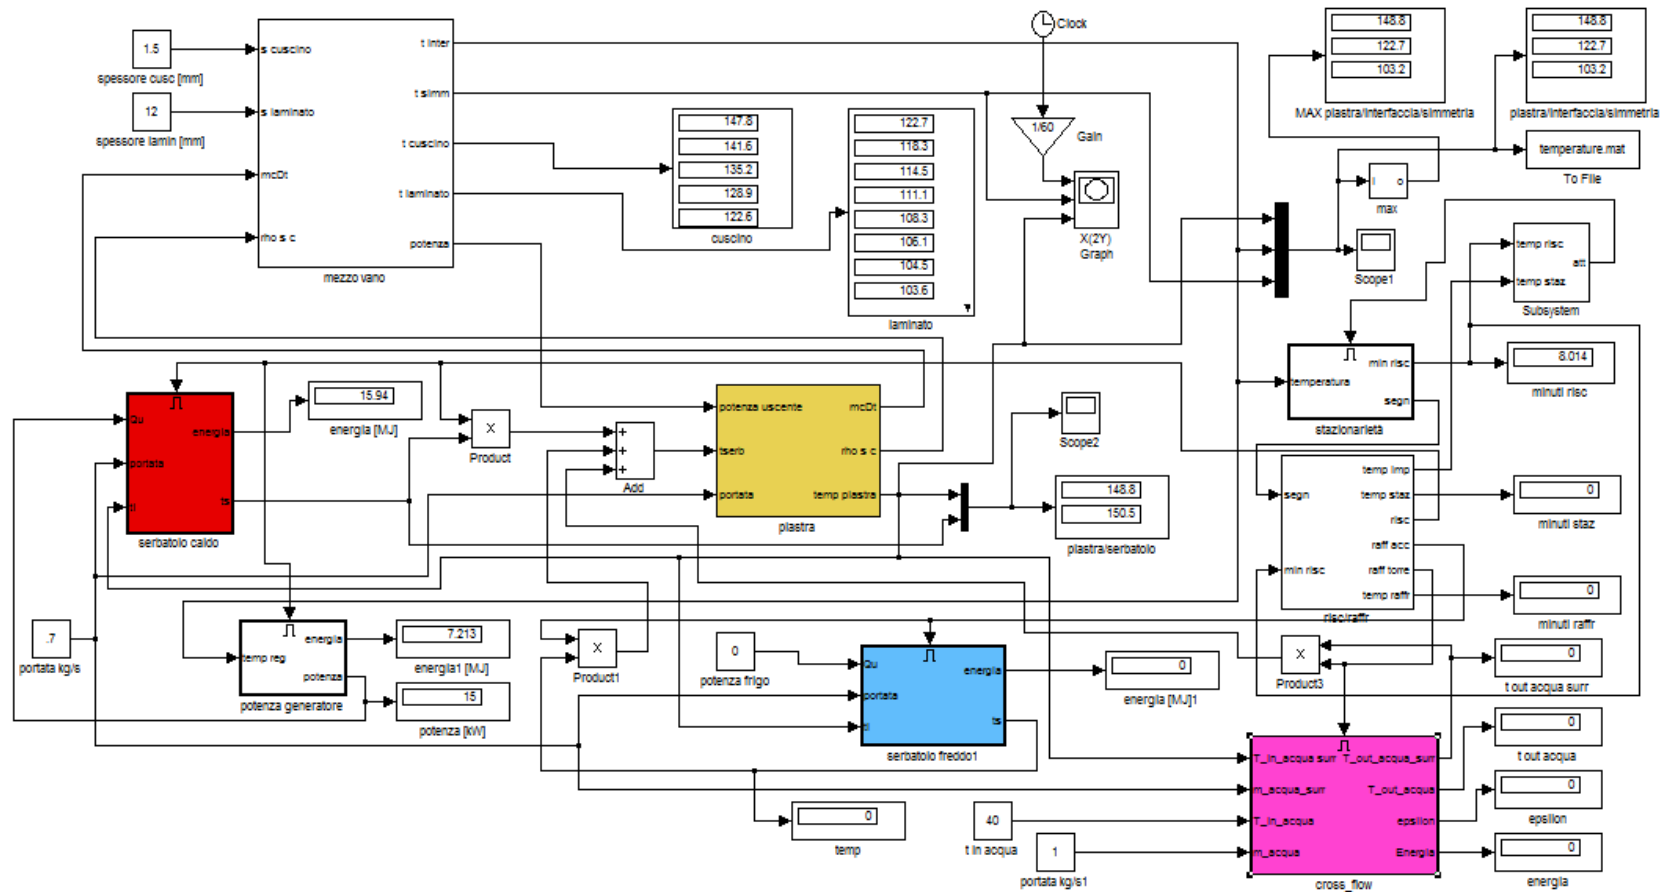 1.5
spessore cusc [mm]
12
spessore lamin [mm]
s cuscino
s laminato
mcDt
rho s c
t inter
t simm
t cuscino
t laminato
potenza
mezzo vano
147.8
141.6
135.2
128.9
122.6
cuscino
122.7
118.3
114.5
111.1
108.3
106.1
104.5
103.6
laminato
Clock
1/60
Gain
X(2Y)
Graph
148.8
122.7
103.2
MAX piastra/interfaccia/simmetria
148.8
122.7
103.2
piastra/interfaccia/simmetria
temperature.mat
To File
i
o
max
Scope1
temp risc
temp staz
att
Subsystem
temperatura
min risc
segn
stazionarietà
8.014
minuti risc
Qu
portata
ti
energia
ts
serbatoio caldo
15.94
energia [MJ]
X
Product
+
+
+
Add
potenza uscente
tserb
portata
mcDt
rho s c
temp piastra
piastra
Scope2
148.8
150.5
piastra/serbatoio
segn
min risc
temp imp
temp staz
risc
raff acc
raff torre
temp raffr
risc/raffr
0
minuti staz
0
minuti raffr
.7
portata kg/s
temp reg
energia
potenza
potenza generatore
7.213
energia1 [MJ]
15
potenza [kW]
X
Product1
0
potenza frigo
Qu
portata
ti
energia
ts
serbatoio freddo1
0
energia [MJ]1
X
Product3
0
t out acqua surr
0
t out acqua
0
epsilon
0
energia
0
temp
40
t in acqua
1
portata kg/s1
T_in_acqua surr
m_acqua_surr
T_in_acqua
m_acqua
T_out_acqua_surr
T_out_acqua
epsilon
Energia
cross_flow